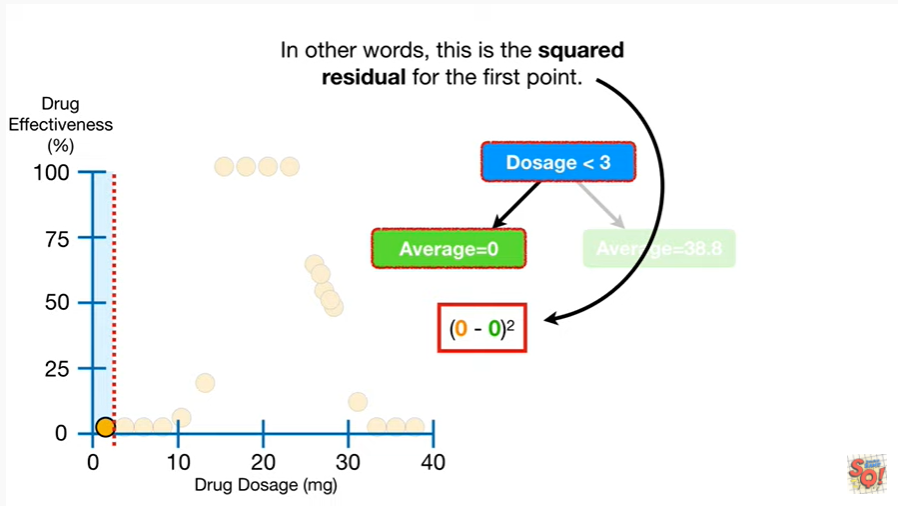 In other words, this is the squared
residual for the first point.
Drug
Effectiveness
(%)
100
75
50
25
0
0
10
20
30
40
Drug Dosage (mg)
Dosage < 3
Average=0
Average=38.8
(0 - 0)²
SQ!